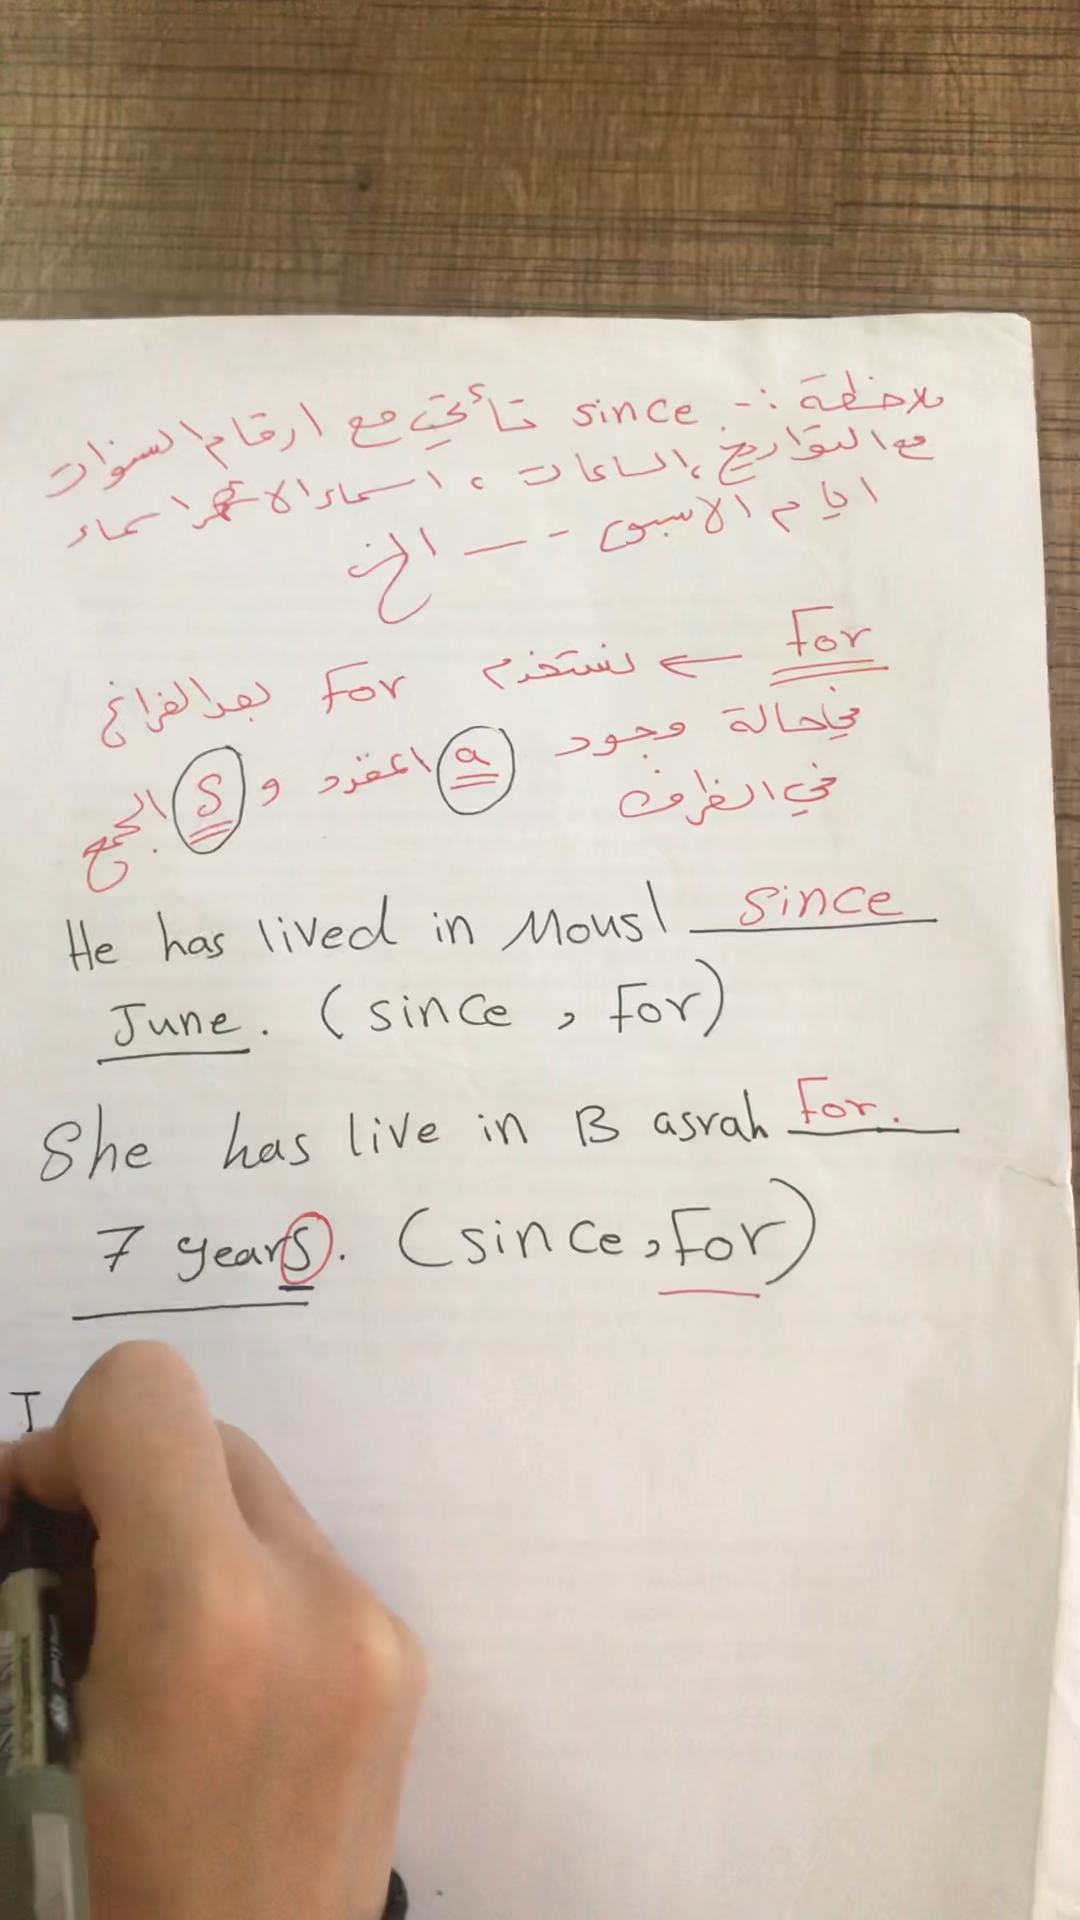 ملاحظة :- since تأتي مع ارقام السنوات
مع التواريخ ، الساعات ، اسماء الاشهر اسماء
ايام الاسبوع - — الخ
For ← نستخدم For بعد الفراغ
في حالة وجود a المفرد و S الجمع
في الظرف
He has lived in Mousl since
June. (since , For)
She has live in Basrah For.
7 years. (since, For)
I